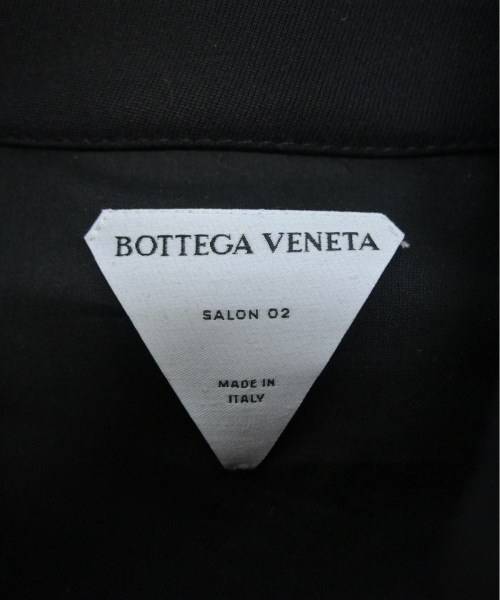 BOTTEGA VENETA
SALON 02
MADE IN
ITALY